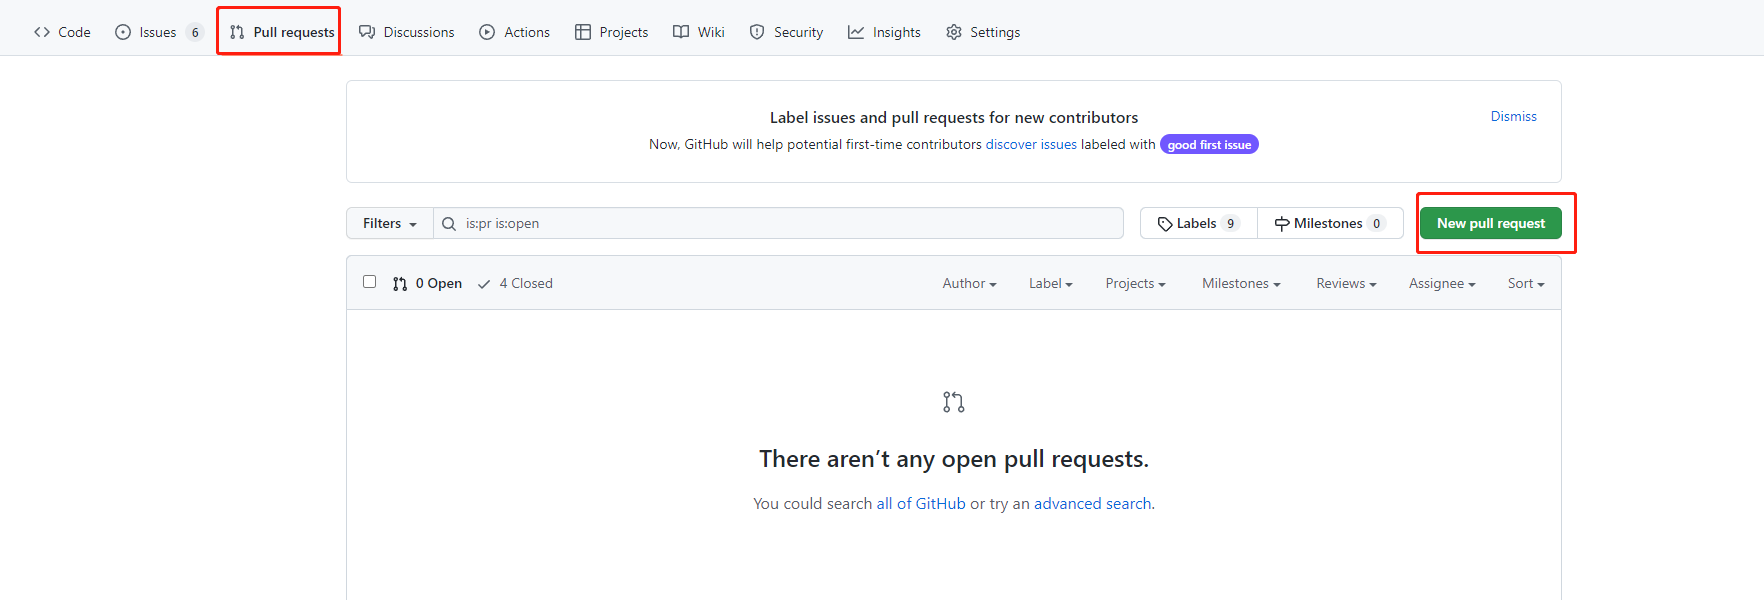 Code Issues 6 Pull requests Discussions Actions Projects Wiki Security Insights Settings
Label issues and pull requests for new contributors
Dismiss
Now, GitHub will help potential first-time contributors discover issues labeled with good first issue
Filters is:pr is:open Labels 9 Milestones 0 New pull request
0 Open 4 Closed Author Label Projects Milestones Reviews Assignee Sort
There aren’t any open pull requests.
You could search all of GitHub or try an advanced search.